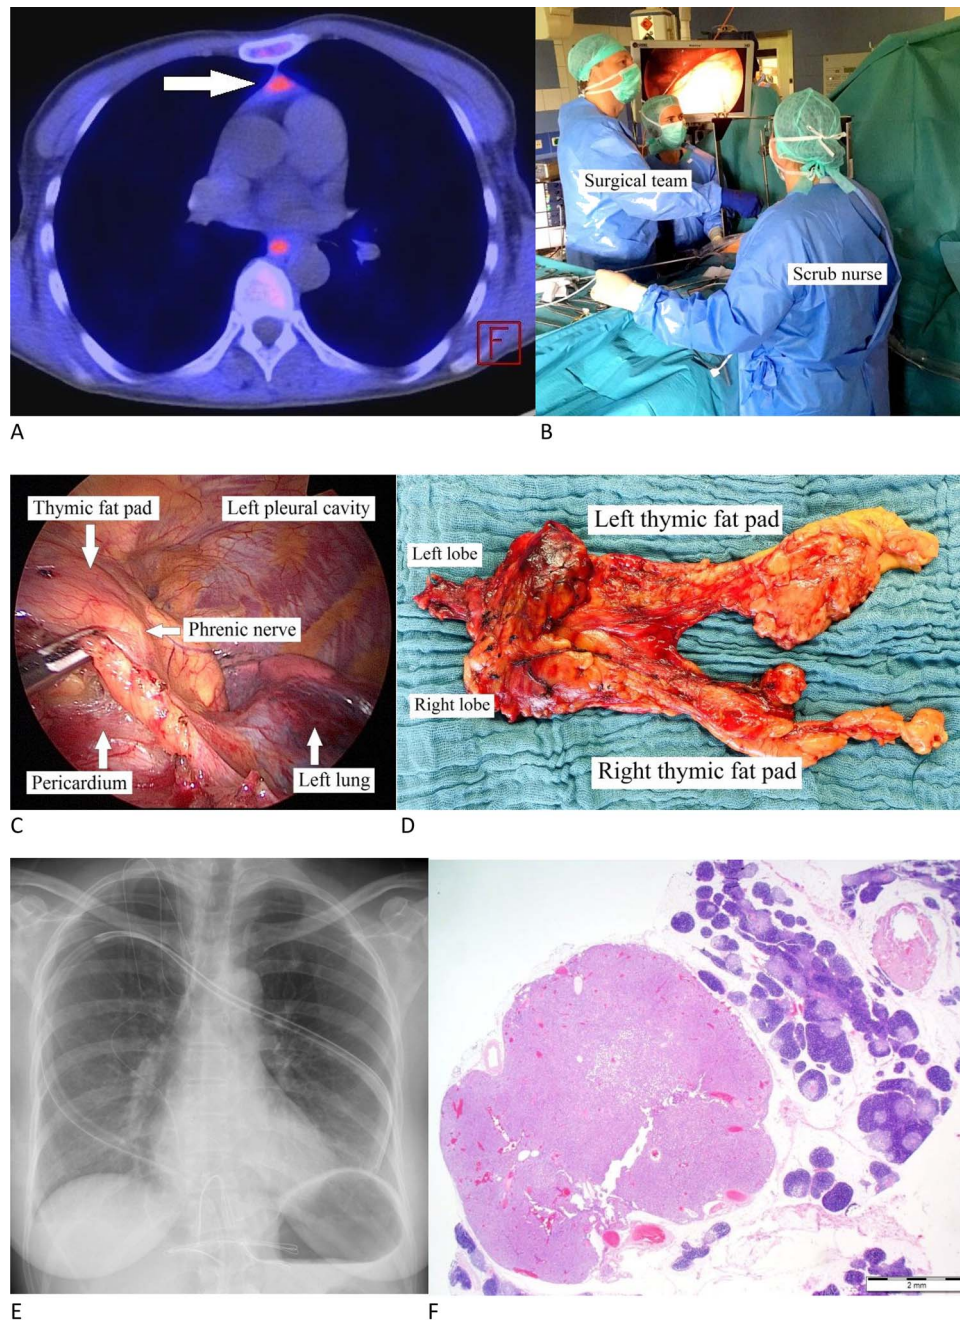 F
Surgical team
Scrub nurse
A
B
Thymic fat pad
Left pleural cavity
Phrenic nerve
Pericardium
Left lung
C
Left thymic fat pad
Left lobe
Right lobe
Right thymic fat pad
D
2 mm
E
F